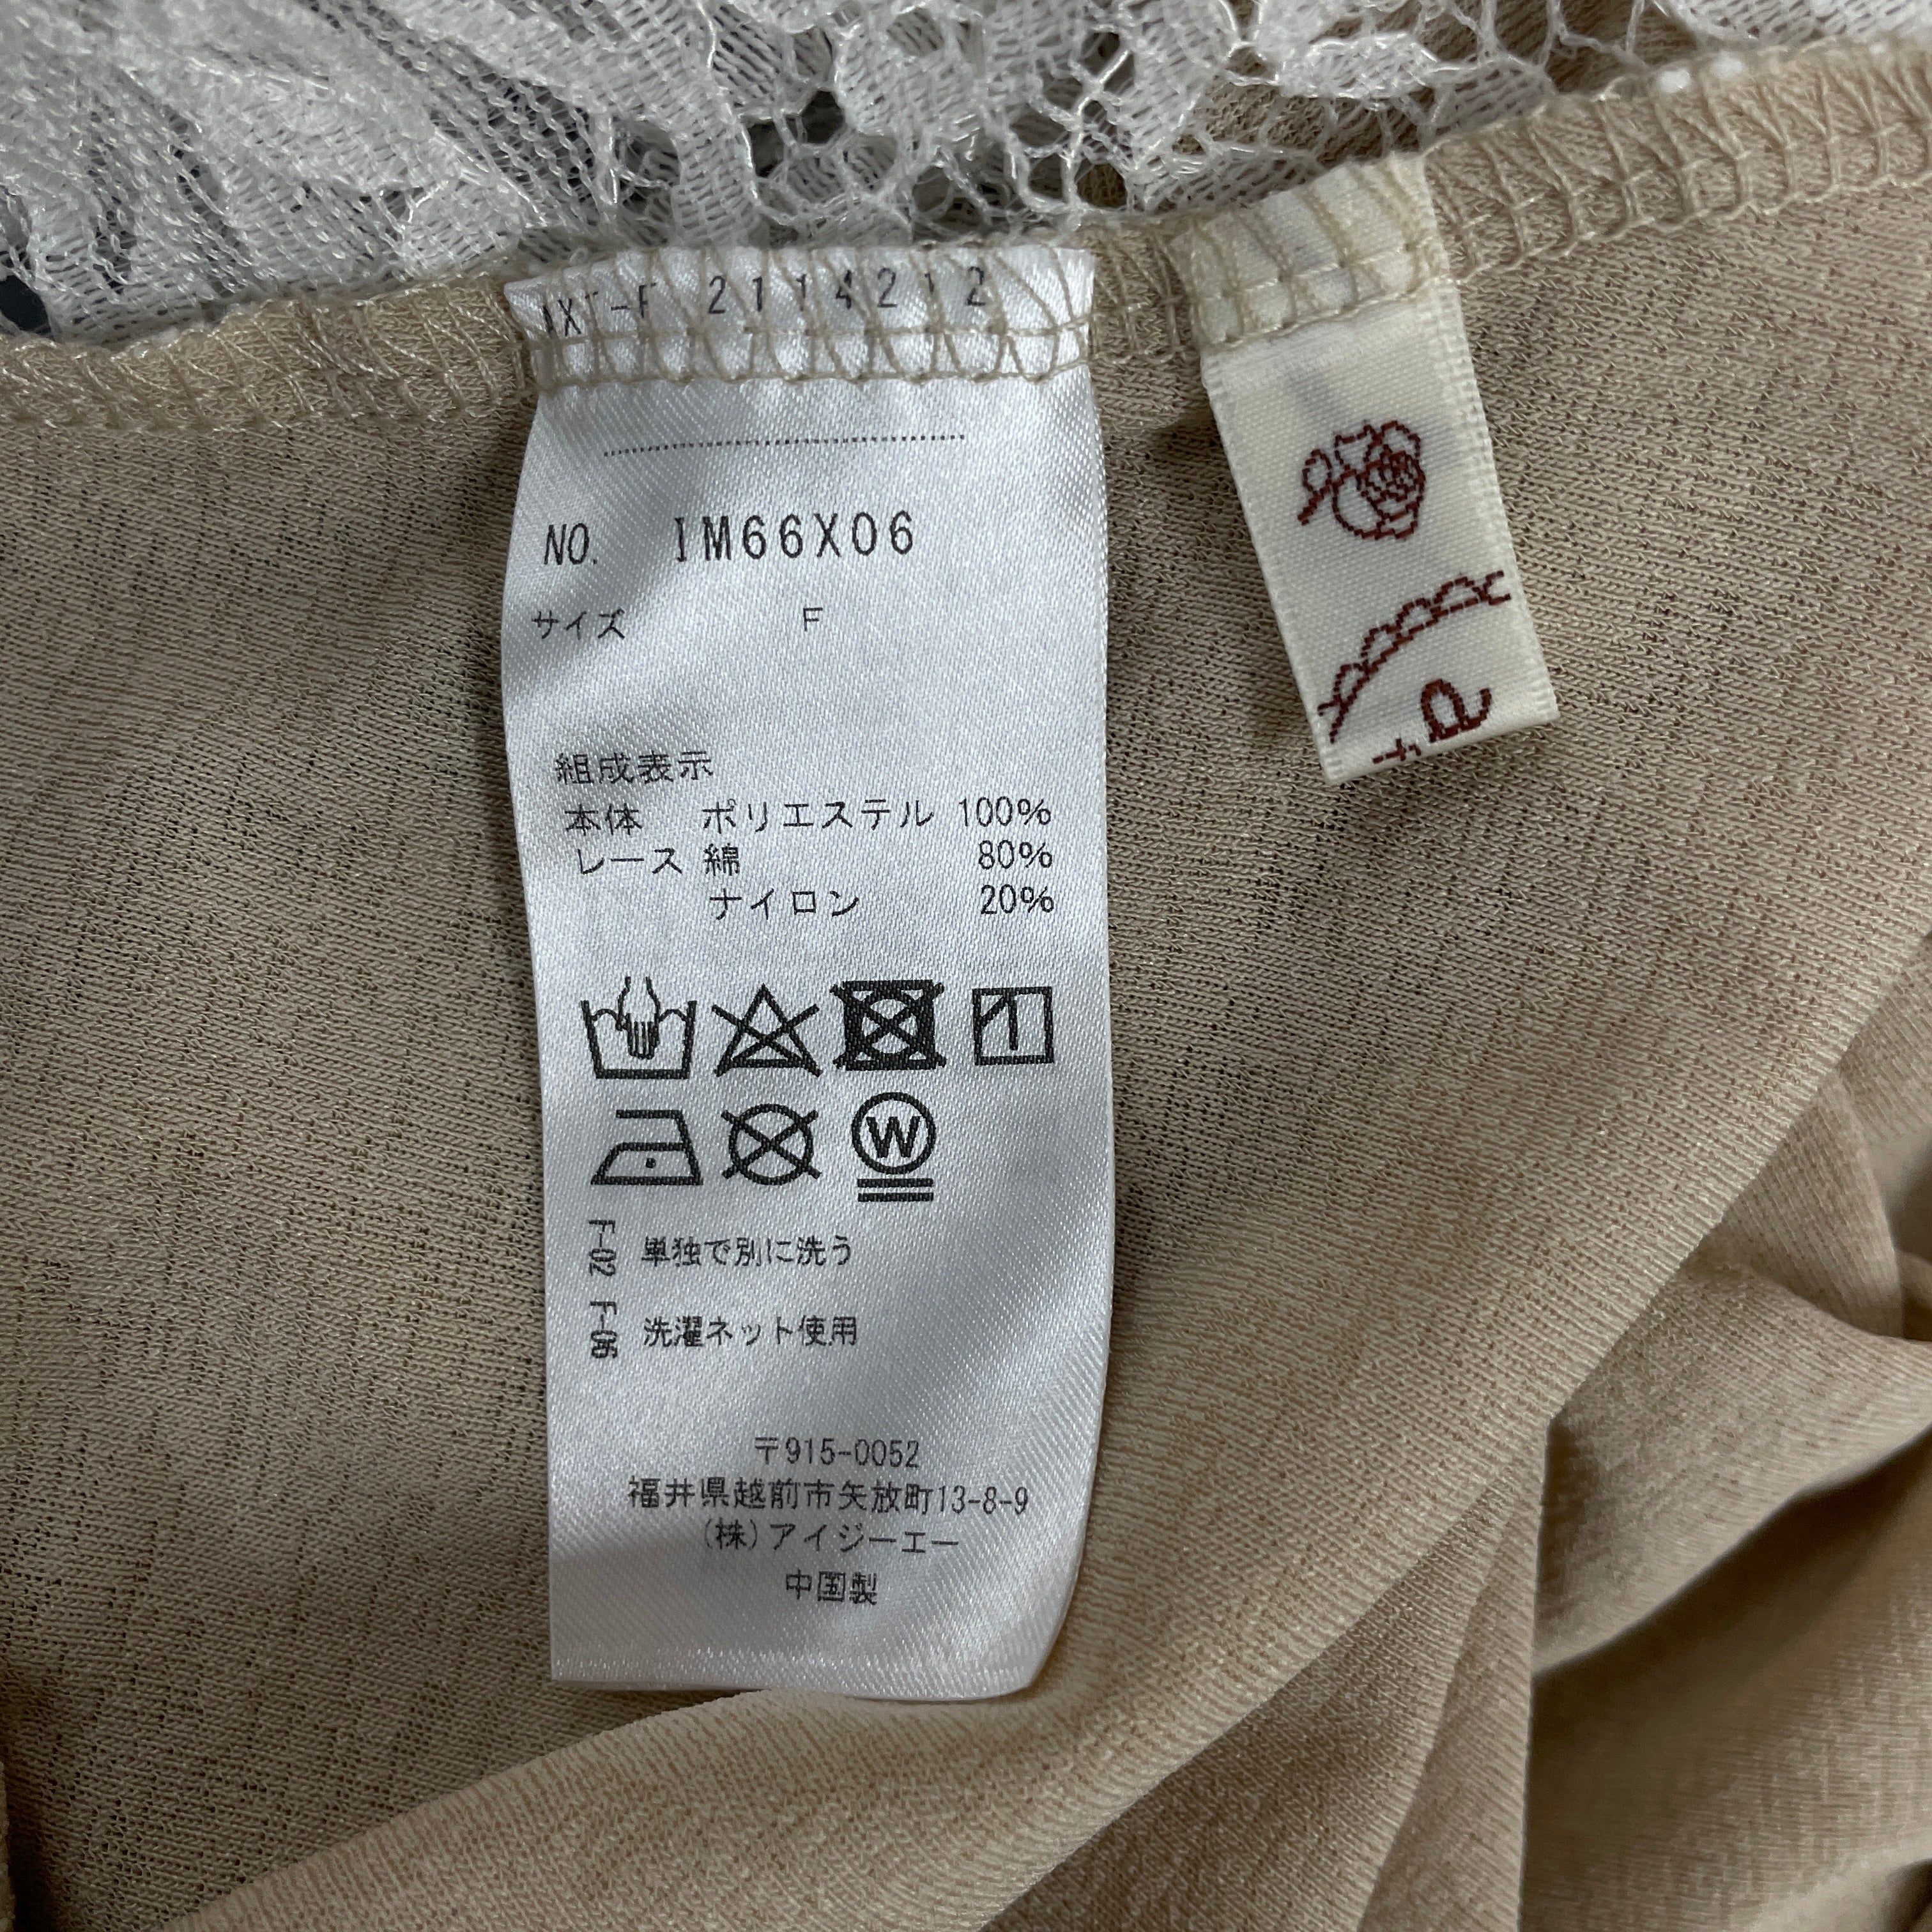 2114212
NO. IM66X06
サイズ F
組成表示
本体 ポリエステル 100%
レース 綿 80%
ナイロン 20%
W
F-02 単独で別に洗う
F-06 洗濯ネット使用
〒915-0052
福井県越前市矢放町13-8-9
(株)アイジーエー
中国製